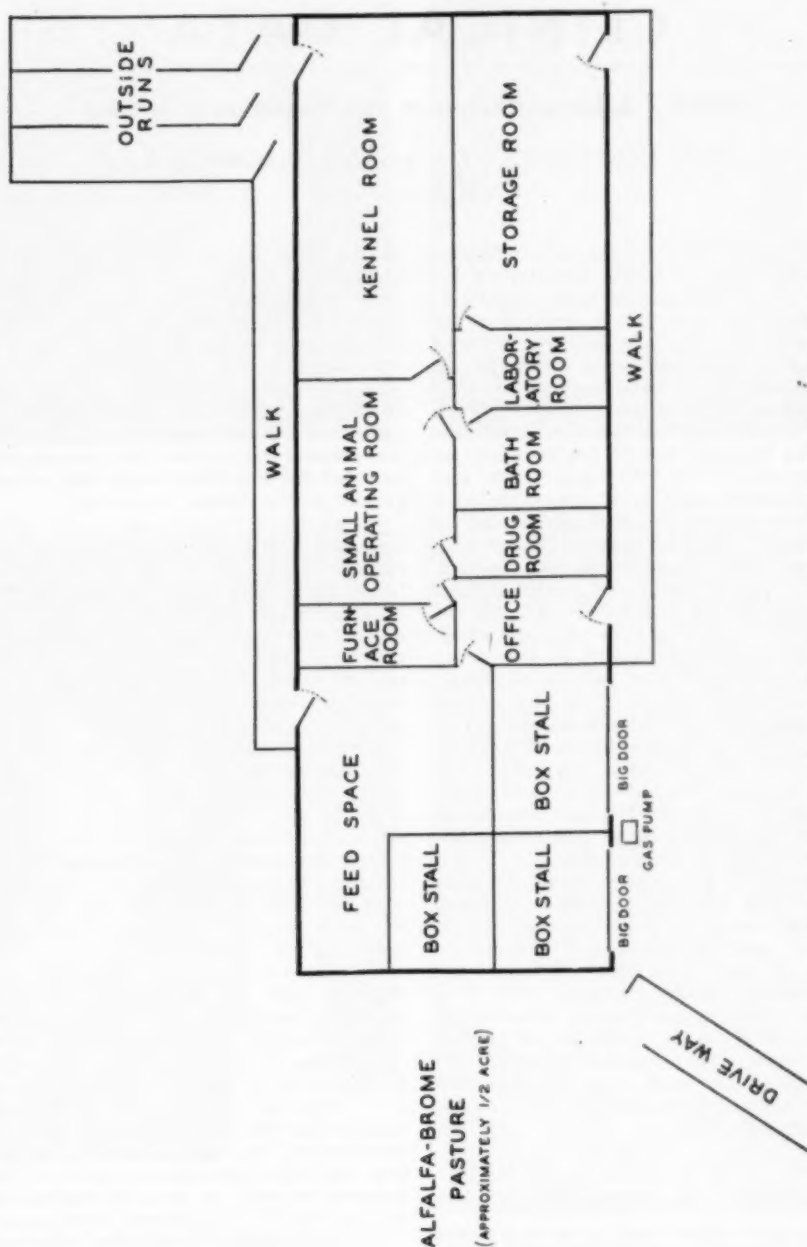 OUTSIDE
RUNS
WALK
KENNEL ROOM
STORAGE ROOM
SMALL ANIMAL
OPERATING ROOM
LABOR-
ATORY
ROOM
BATH
ROOM
DRUG
ROOM
FURN-
ACE
ROOM
OFFICE
WALK
FEED SPACE
BOX STALL
BOX STALL
BOX STALL
BIG DOOR
GAS PUMP
BIG DOOR
ALFALFA-BROME
PASTURE
(APPROXIMATELY 1/2 ACRE)
DRIVE WAY